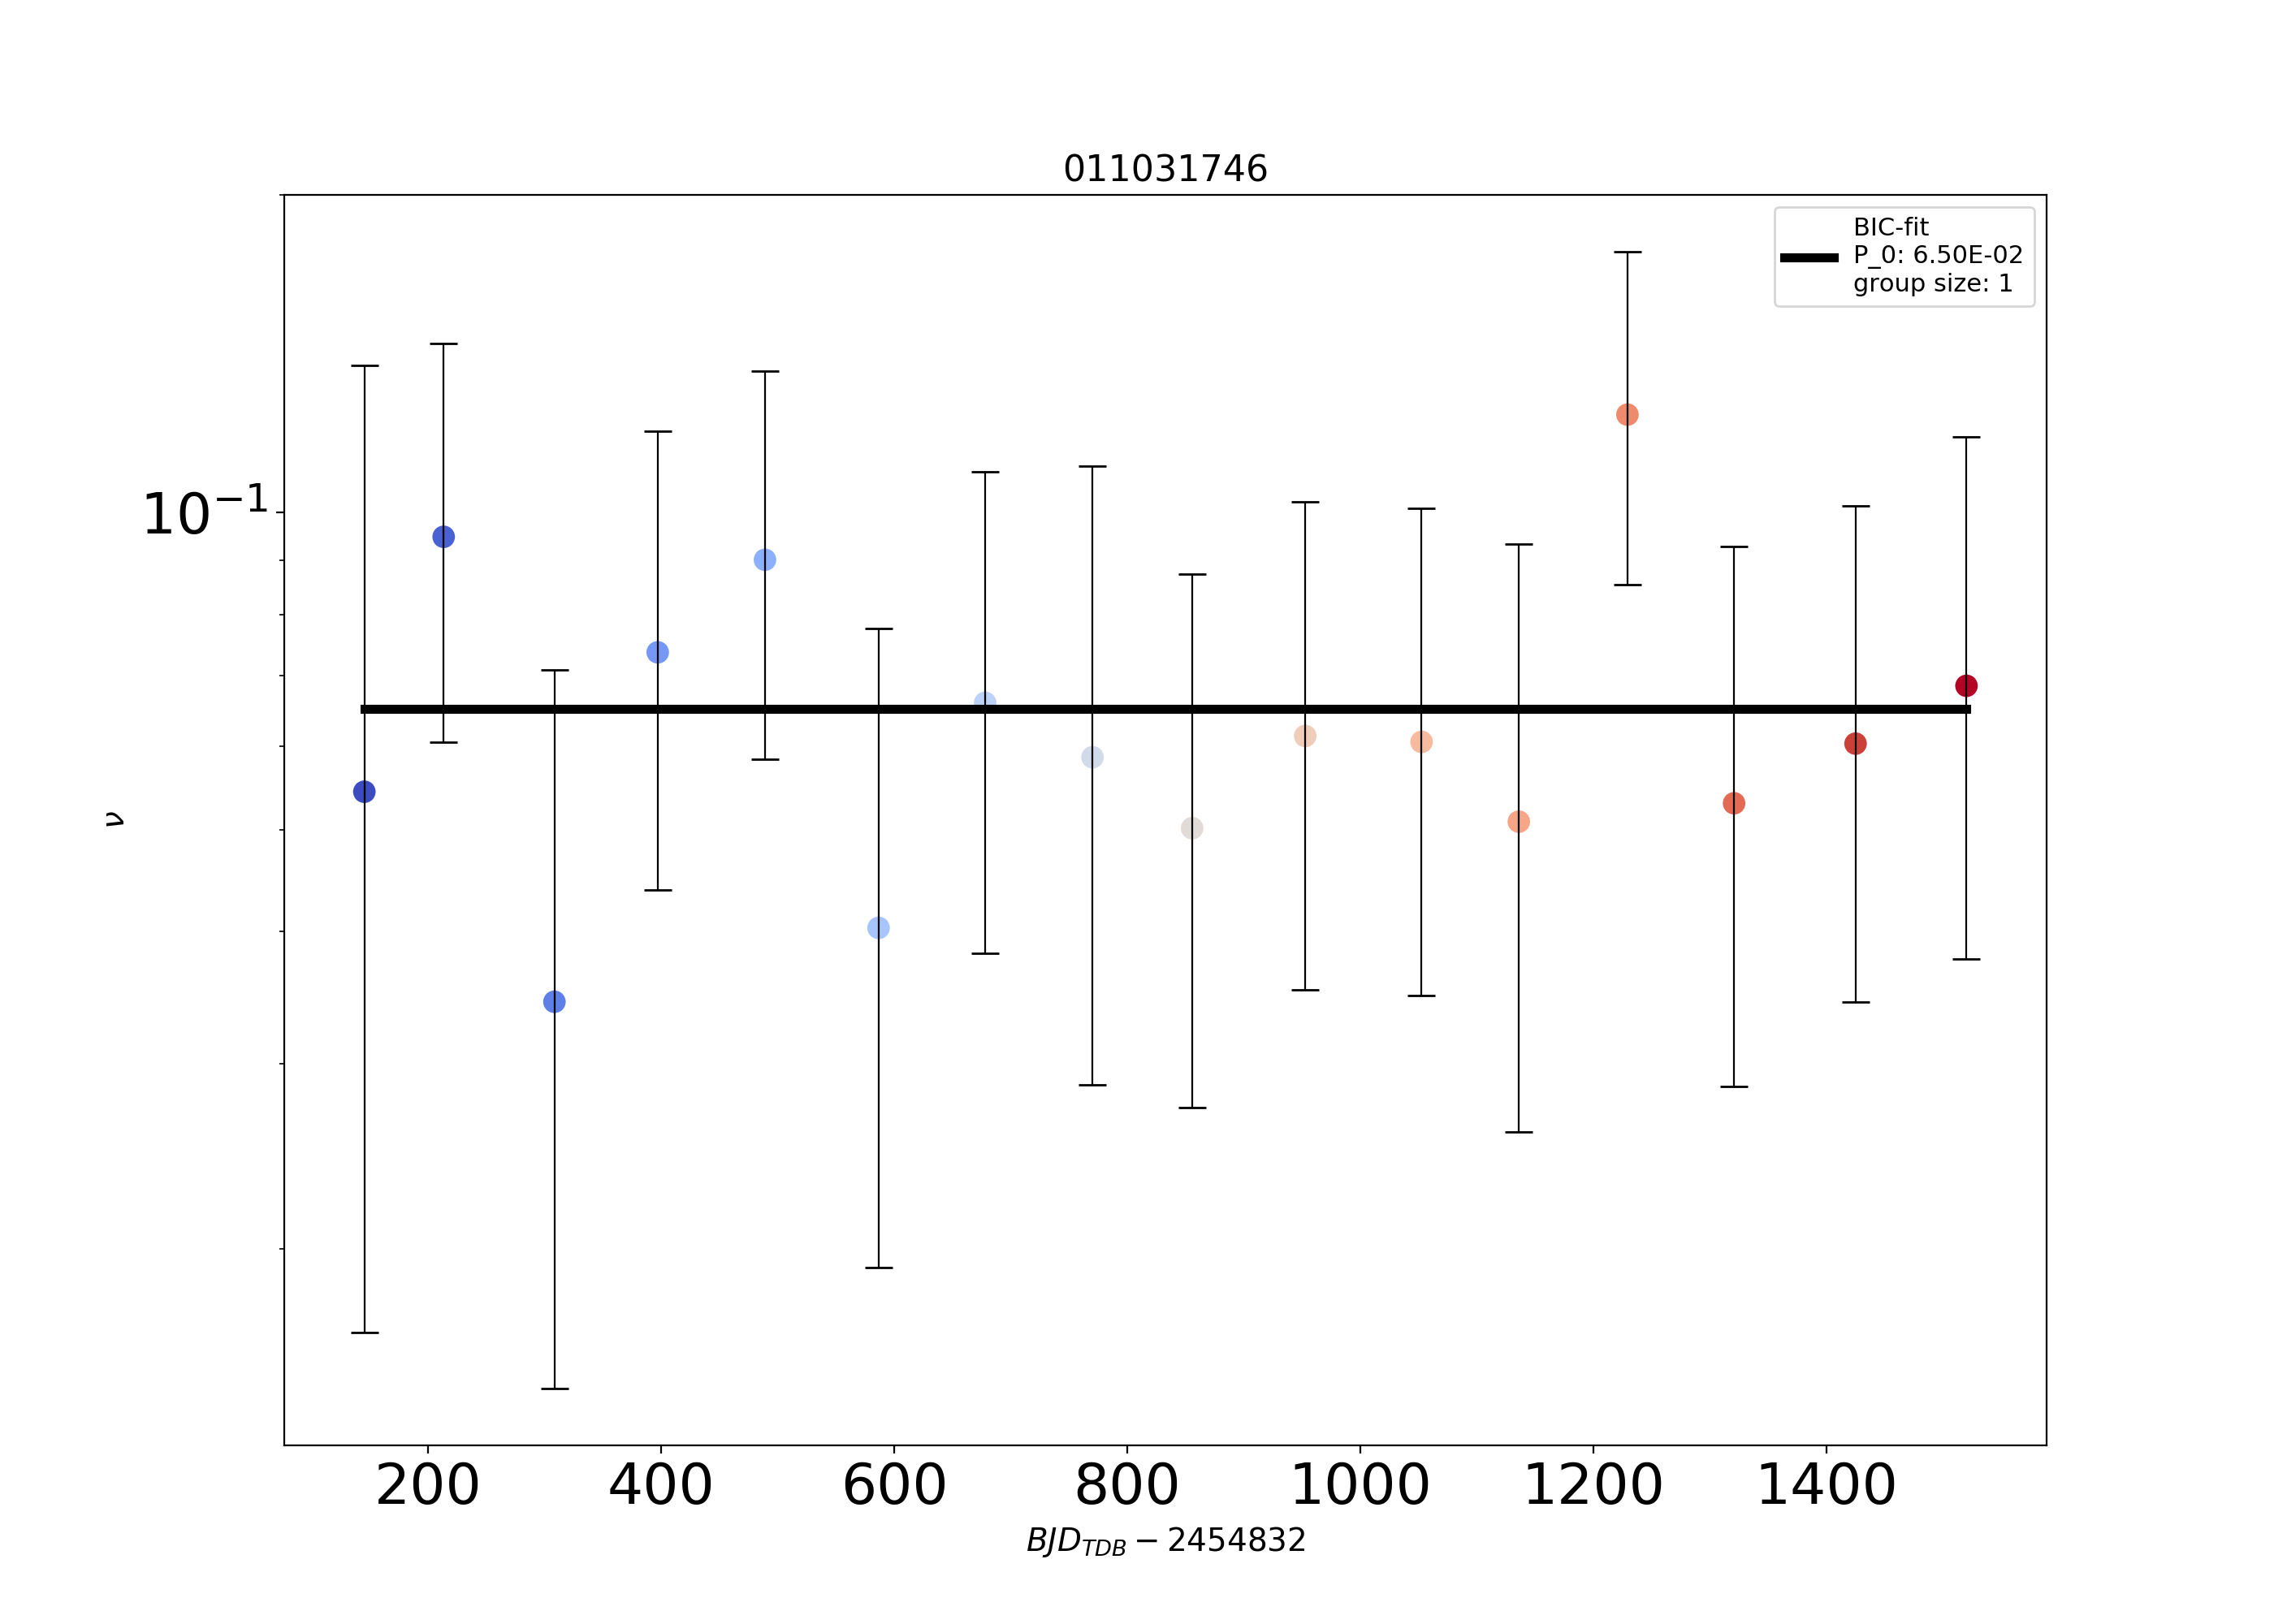 011031746
BIC-fit
P_0: 6.50E-02
group size: 1
10⁻¹
ν
200 400 600 800 1000 1200 1400
BJD_TDB − 2454832